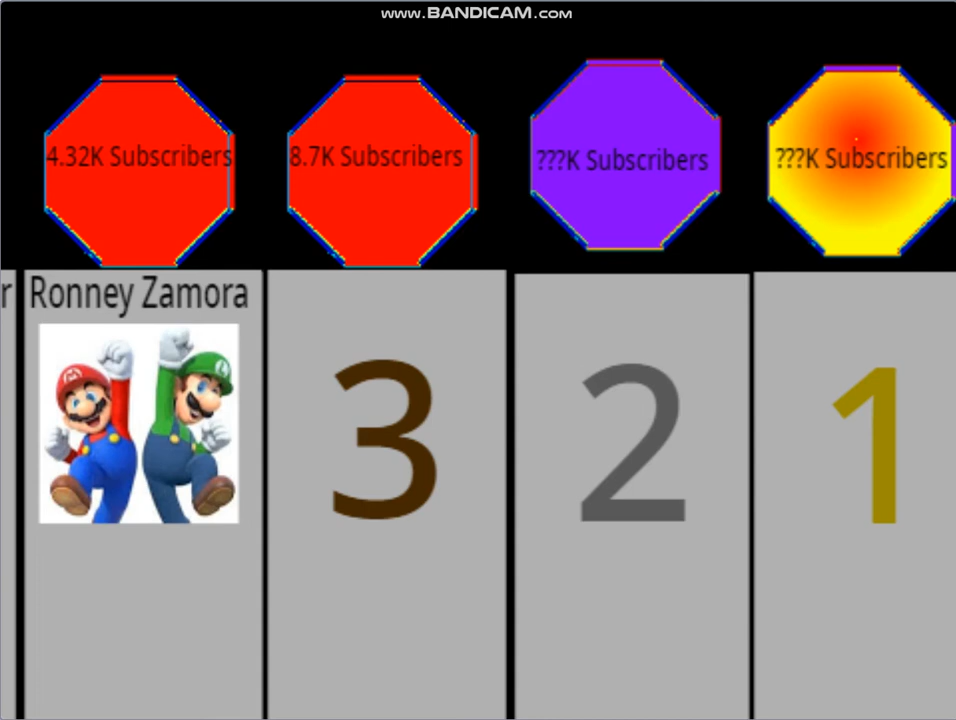 www.BANDICAM.com
4.32K Subscribers
8.7K Subscribers
???K Subscribers
???K Subscribers
r
Ronney Zamora
3
2
1